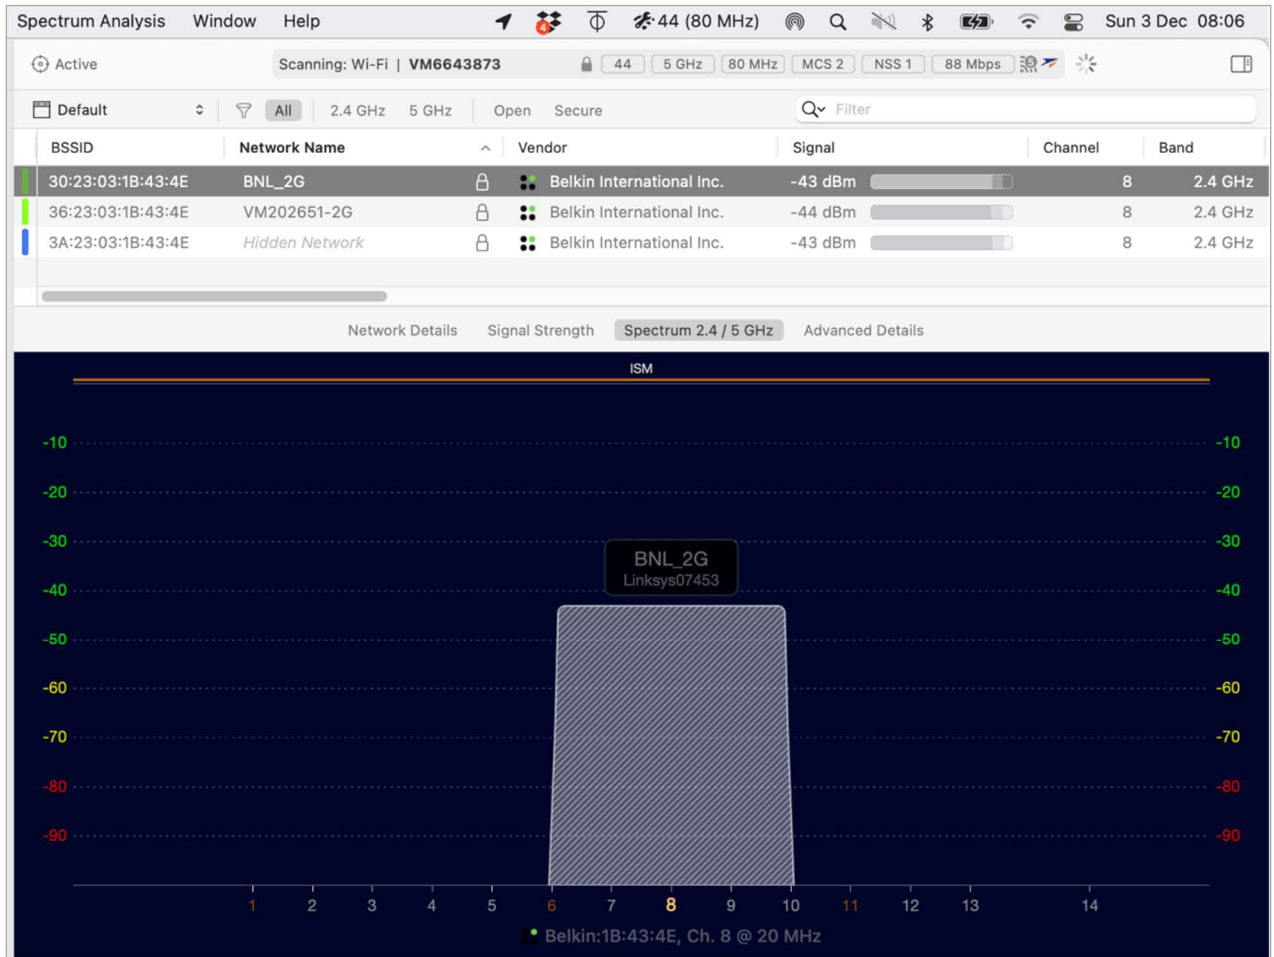 Spectrum Analysis Window Help 4 44 (80 MHz) Sun 3 Dec 08:06
Active Scanning: Wi-Fi | VM6643873 44 5 GHz 80 MHz MCS 2 NSS 1 88 Mbps
Default All 2.4 GHz 5 GHz Open Secure Filter
BSSID Network Name Vendor Signal Channel Band
30:23:03:1B:43:4E BNL_2G Belkin International Inc. -43 dBm 8 2.4 GHz
36:23:03:1B:43:4E VM202651-2G Belkin International Inc. -44 dBm 8 2.4 GHz
3A:23:03:1B:43:4E Hidden Network Belkin International Inc. -43 dBm 8 2.4 GHz
Network Details Signal Strength Spectrum 2.4 / 5 GHz Advanced Details
ISM
-10 -10
-20 -20
-30 -30
BNL_2G
Linksys07453
-40 -40
-50 -50
-60 -60
-70 -70
-80 -80
-90 -90
1 2 3 4 5 6 7 8 9 10 11 12 13 14
Belkin:1B:43:4E, Ch. 8 @ 20 MHz